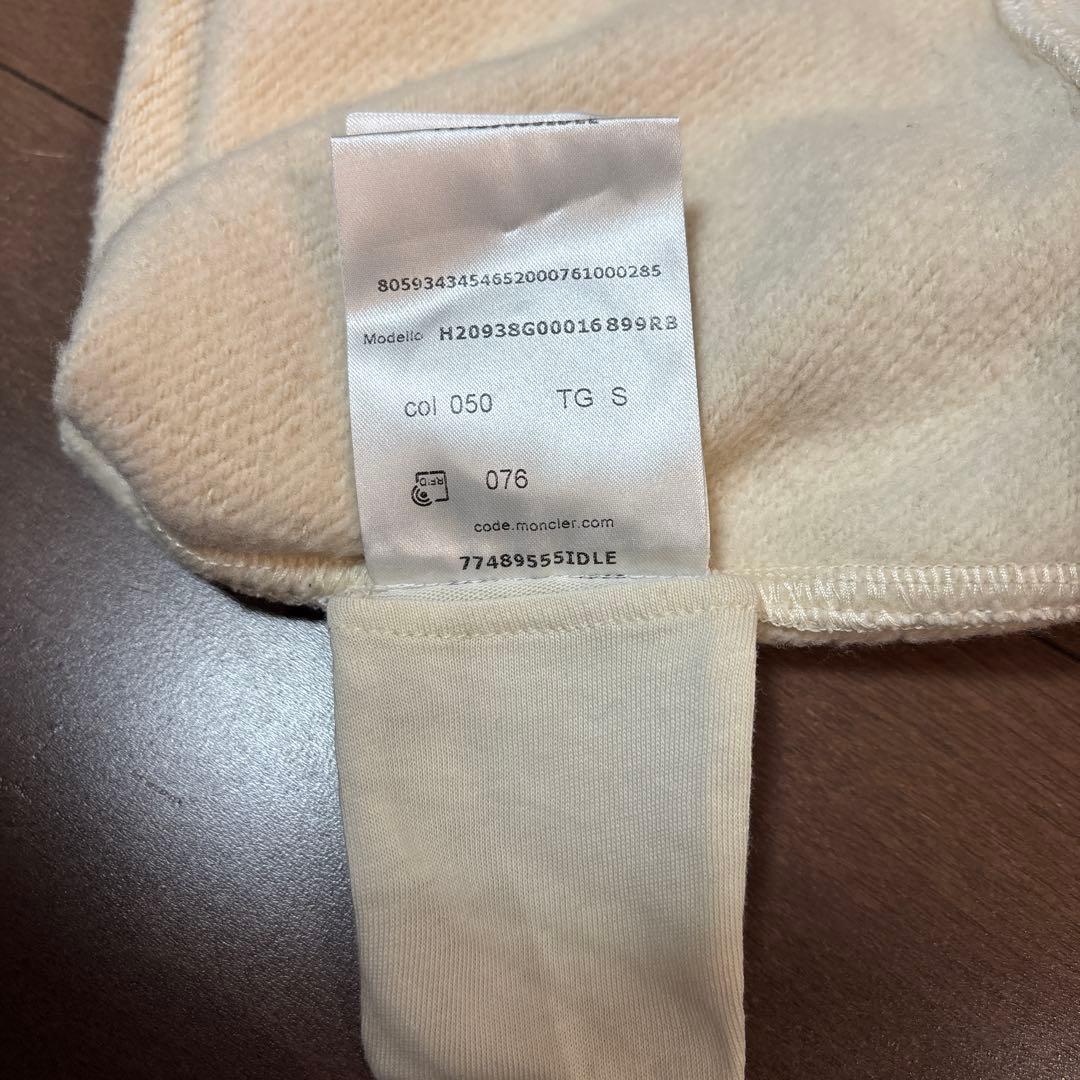 8059343454652000761000285
Modello H20938G00016899RB
col 050 TG S
RFID 076
code.moncler.com
77489555IDLE